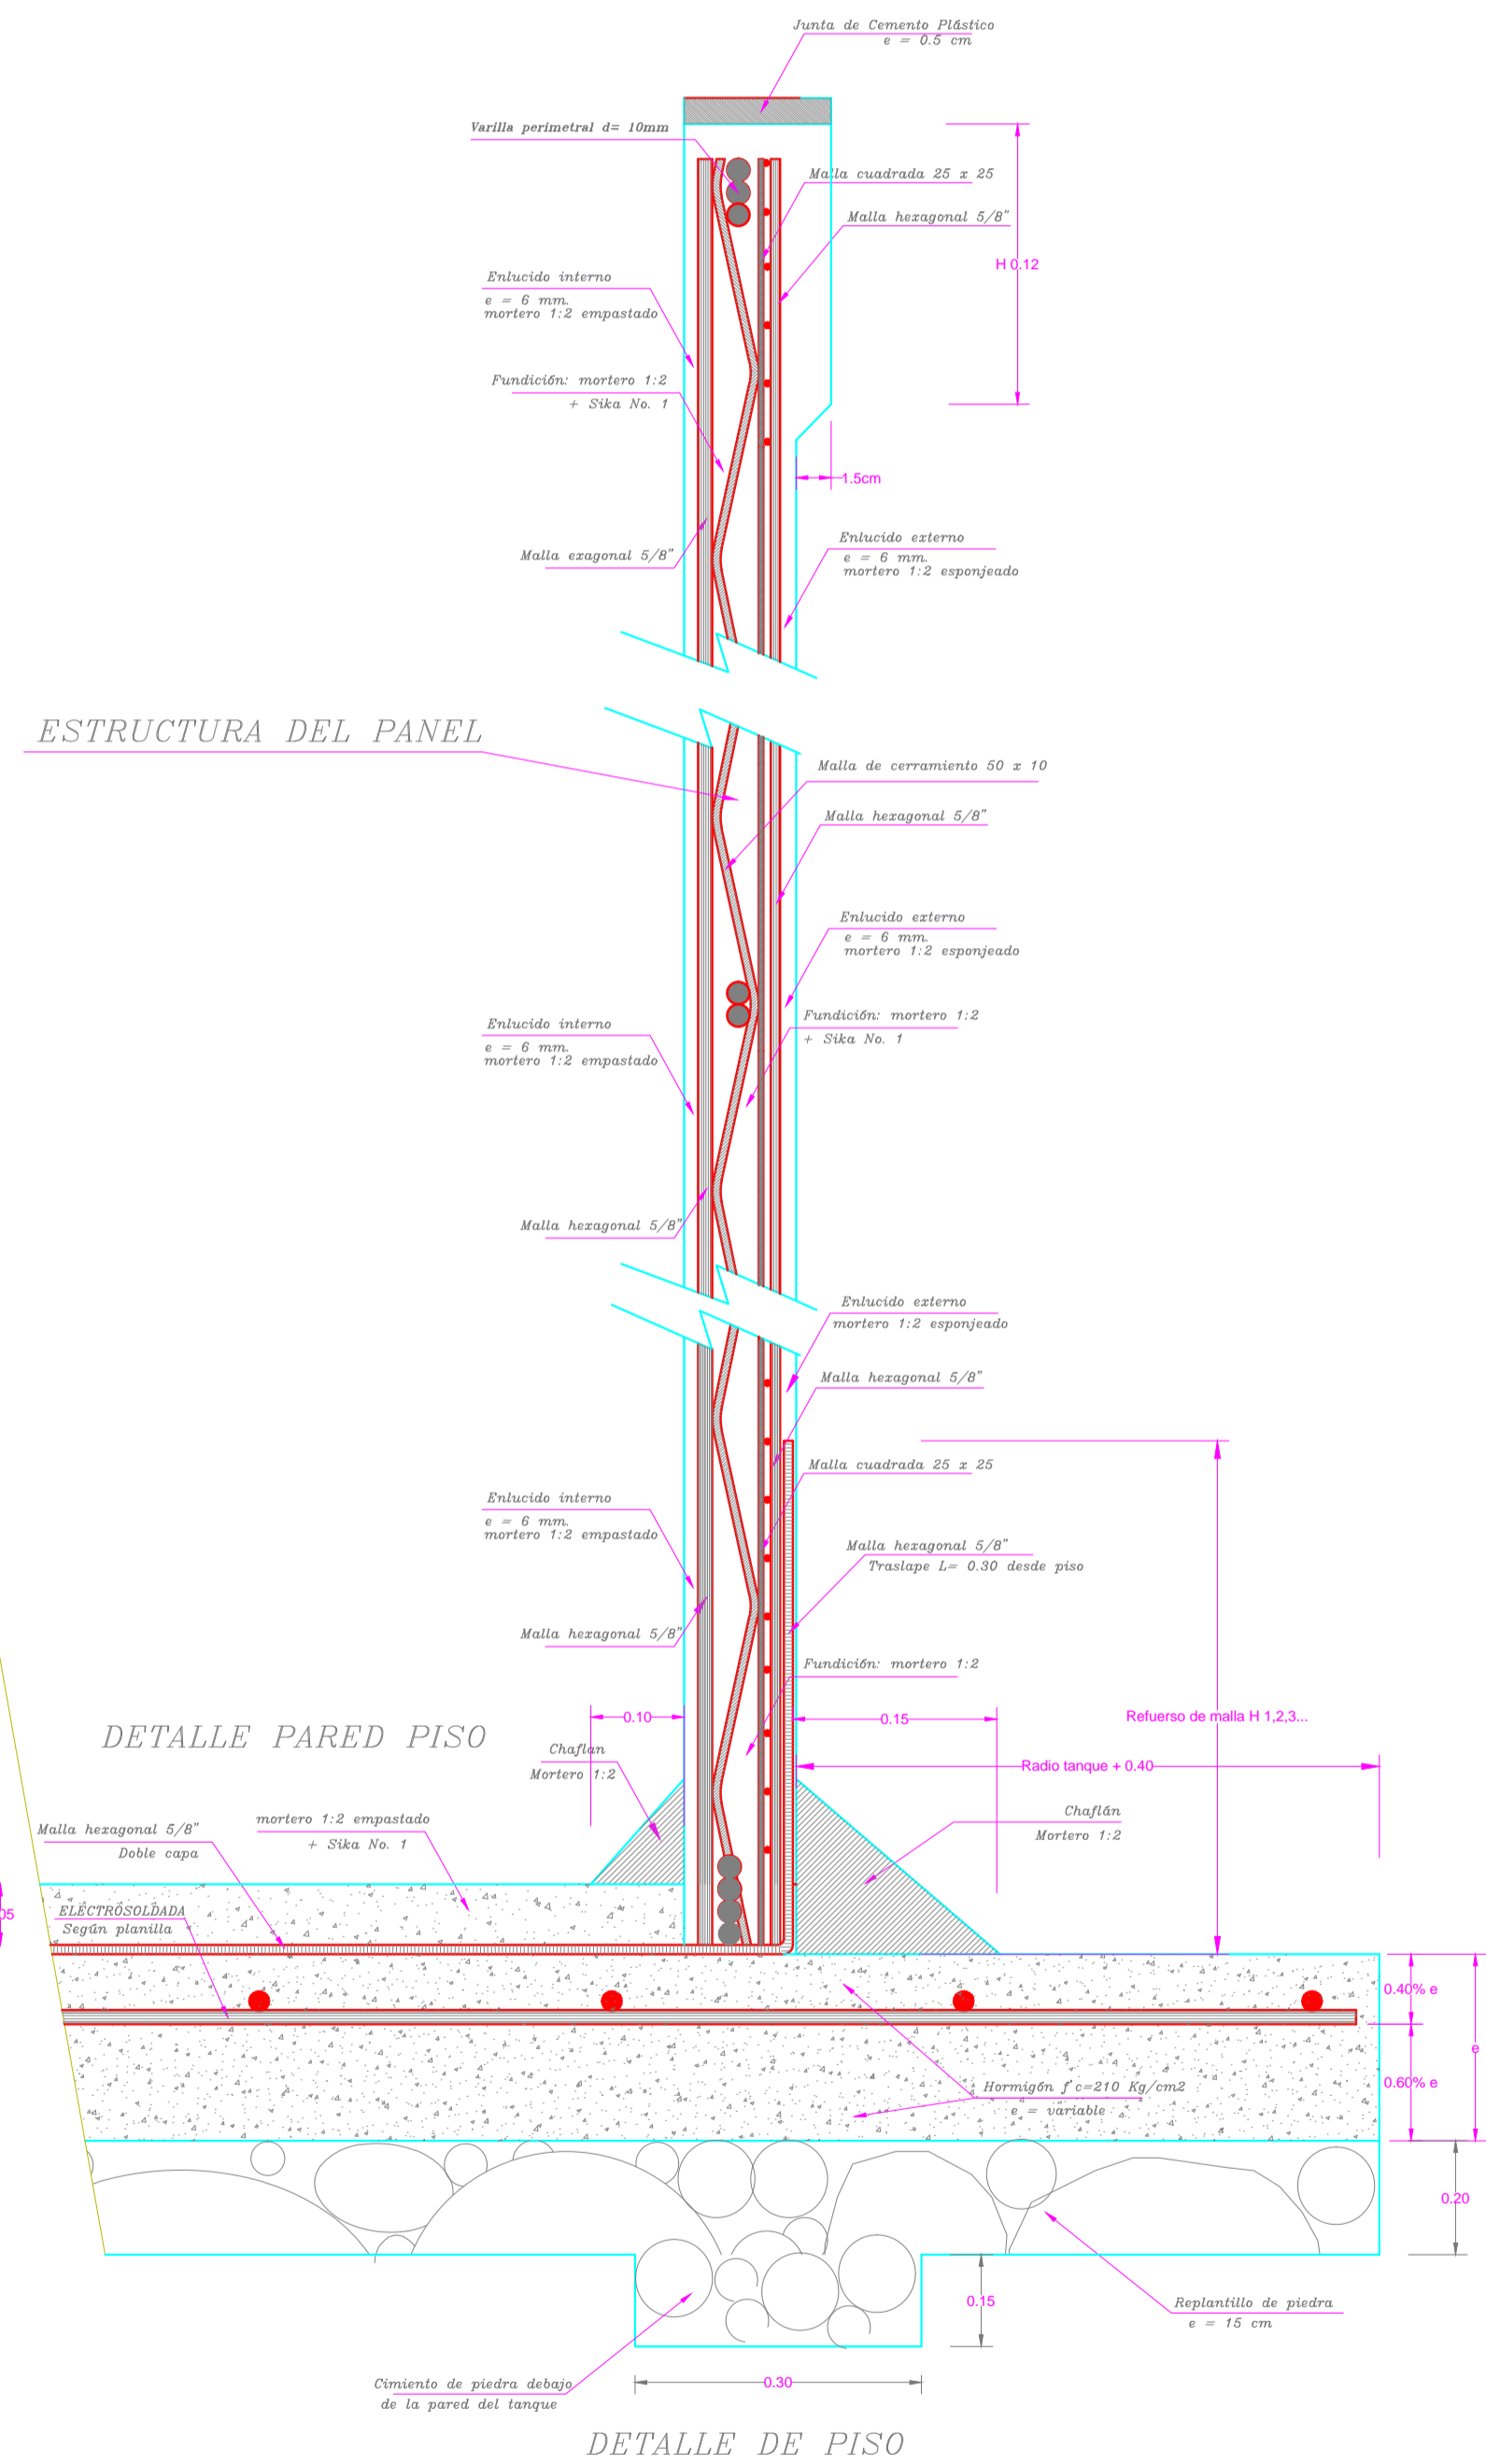 Junta de Cemento Plástico
e = 0.5 cm
Varilla perimetral d= 10mm
Malla cuadrada 25 x 25
Malla hexagonal 5/8"
H 0.12
Enlucido interno
e = 6 mm.
mortero 1:2 empastado
Fundición: mortero 1:2
+ Sika No. 1
1.5cm
Malla exagonal 5/8"
Enlucido externo
e = 6 mm.
mortero 1:2 esponjeado
ESTRUCTURA DEL PANEL
Malla de cerramiento 50 x 10
Malla hexagonal 5/8"
Enlucido externo
e = 6 mm.
mortero 1:2 esponjeado
Enlucido interno
e = 6 mm.
mortero 1:2 empastado
Fundición: mortero 1:2
+ Sika No. 1
Malla hexagonal 5/8"
Enlucido externo
mortero 1:2 esponjeado
Malla hexagonal 5/8"
Malla cuadrada 25 x 25
Enlucido interno
e = 6 mm.
mortero 1:2 empastado
Malla hexagonal 5/8"
Traslape L= 0.30 desde piso
Malla hexagonal 5/8"
Fundición: mortero 1:2
0.10
0.15
Refuerso de malla H 1,2,3...
DETALLE PARED PISO
Chaflan
Mortero 1:2
Radio tanque + 0.40
Chaflán
Mortero 1:2
mortero 1:2 empastado
+ Sika No. 1
Malla hexagonal 5/8"
Doble capa
ELECTROSOLDADA
Según planilla
05
0.40% e
e
0.60% e
Hormigón f'c=210 Kg/cm2
e = variable
0.20
0.15
Replantillo de piedra
e = 15 cm
0.30
Cimiento de piedra debajo
de la pared del tanque
DETALLE DE PISO